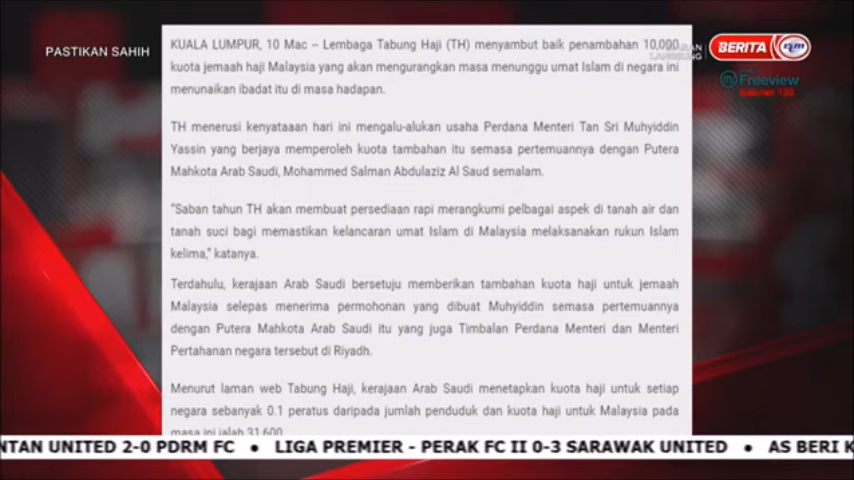 PASTIKAN SAHIH
KUALA LUMPUR, 10 Mac -- Lembaga Tabung Haji (TH) menyambut baik penambahan 10,000
kuota jemaah haji Malaysia yang akan mengurangkan masa menunggu umat Islam di negara ini
menunaikan ibadat itu di masa hadapan.
TH menerusi kenyataaan hari ini mengalu-alukan usaha Perdana Menteri Tan Sri Muhyiddin
Yassin yang berjaya memperoleh kuota tambahan itu semasa pertemuannya dengan Putera
Mahkota Arab Saudi, Mohammed Salman Abdulaziz Al Saud semalam.
"Saban tahun TH akan membuat persediaan rapi merangkumi pelbagai aspek di tanah air dan
tanah suci bagi memastikan kelancaran umat Islam di Malaysia melaksanakan rukun Islam
kelima," katanya.
Terdahulu, kerajaan Arab Saudi bersetuju memberikan tambahan kuota haji untuk jemaah
Malaysia selepas menerima permohonan yang dibuat Muhyiddin semasa pertemuannya
dengan Putera Mahkota Arab Saudi itu yang juga Timbalan Perdana Menteri dan Menteri
Pertahanan negara tersebut di Riyadh.
Menurut laman web Tabung Haji, kerajaan Arab Saudi menetapkan kuota haji untuk setiap
negara sebanyak 0.1 peratus daripada jumlah penduduk dan kuota haji untuk Malaysia pada
masa ini ialah 31,600
BERITA rtm
Freeview
NTAN UNITED 2-0 PDRM FC • LIGA PREMIER - PERAK FC II 0-3 SARAWAK UNITED • AS BERI K